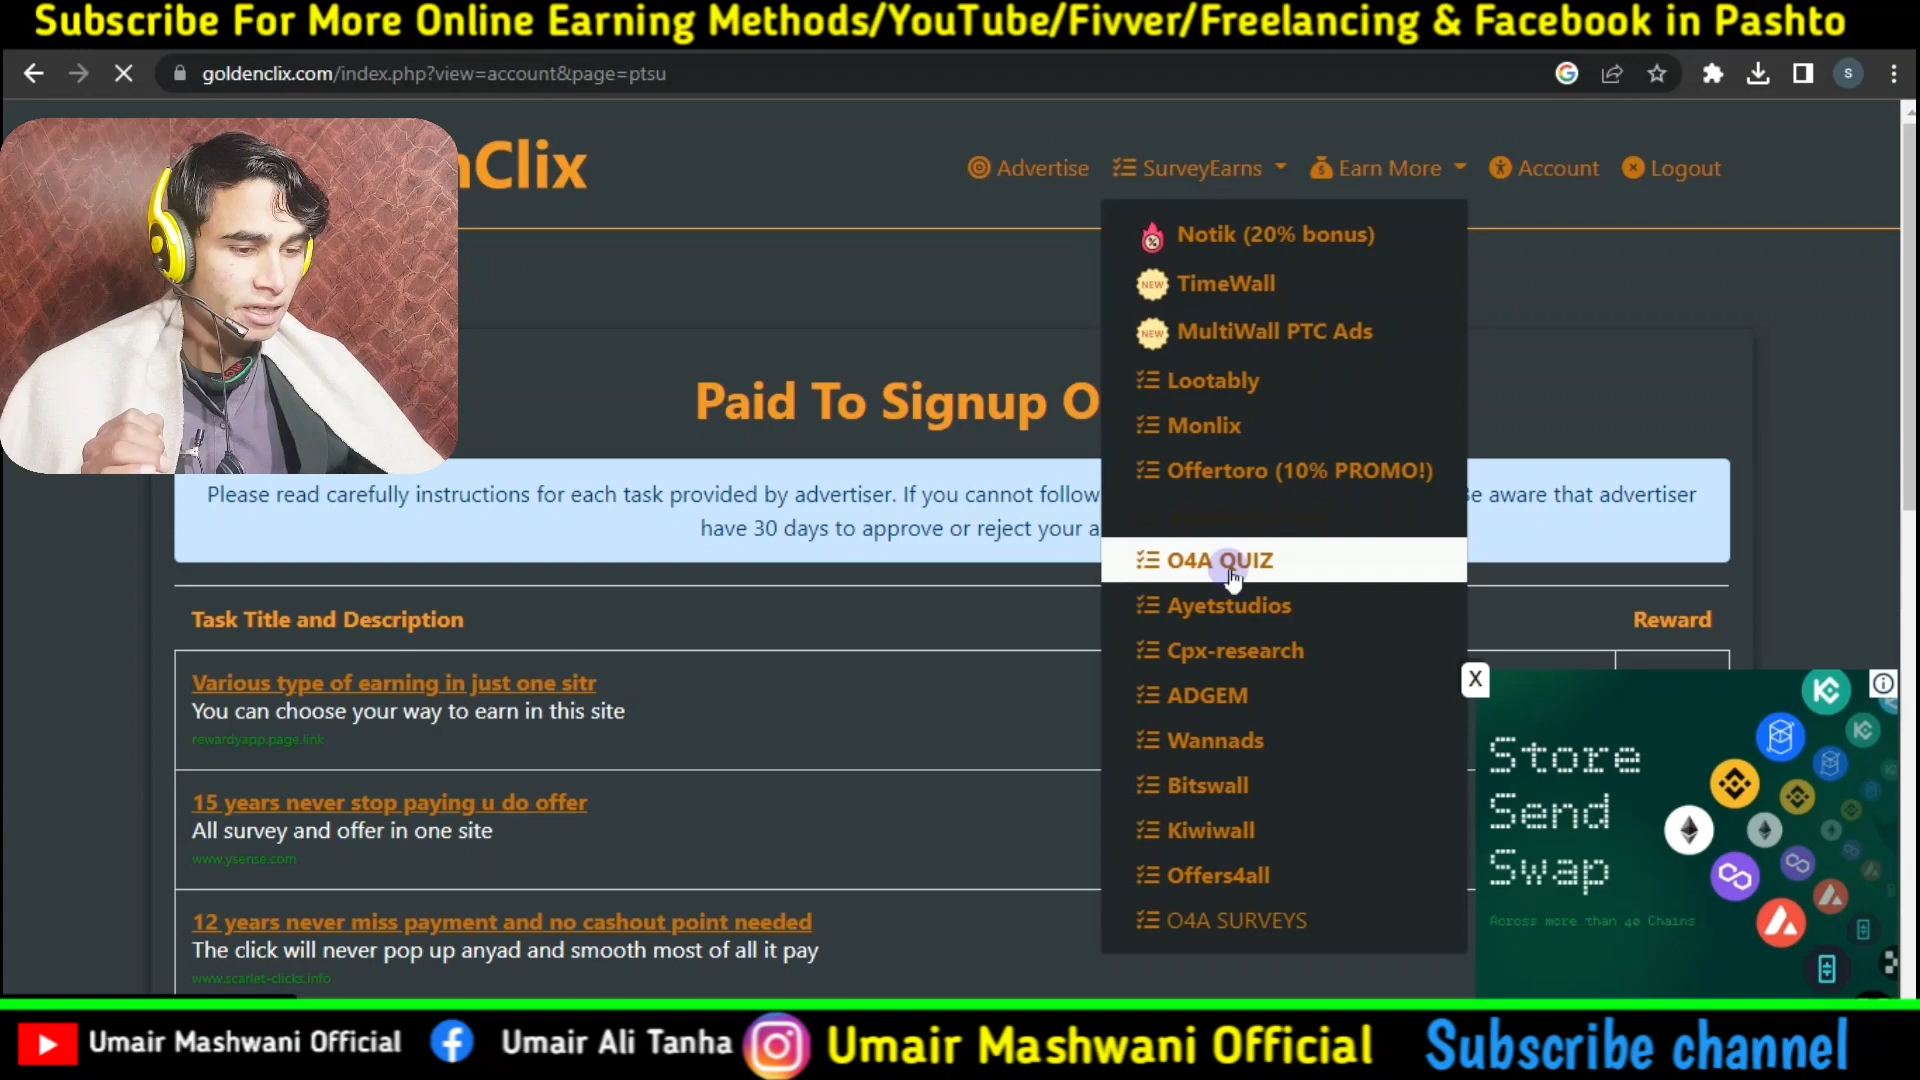 Subscribe For More Online Earning Methods/YouTube/Fivver/Freelancing & Facebook in Pashto
goldenclix.com/index.php?view=account&page=ptsu
S
nClix
Advertise
SurveyEarns
Earn More
Account
Logout
Notik (20% bonus)
NEW TimeWall
NEW MultiWall PTC Ads
Lootably
Monlix
Offertoro (10% PROMO!)
O4A QUIZ
Ayetstudios
Cpx-research
ADGEM
Wannads
Bitswall
Kiwiwall
Offers4all
O4A SURVEYS
Paid To Signup O
Please read carefully instructions for each task provided by advertiser. If you cannot follow
e aware that advertiser
have 30 days to approve or reject your a
Task Title and Description
Reward
Various type of earning in just one sitr
You can choose your way to earn in this site
rewardyapp.page.link
15 years never stop paying u do offer
All survey and offer in one site
www.ysense.com
12 years never miss payment and no cashout point needed
The click will never pop up anyad and smooth most of all it pay
www.scarlet-clicks.info
X
Store
Send
Swap
Across more than 40 Chains
Umair Mashwani Official
Umair Ali Tanha
Umair Mashwani Official
Subscribe channel